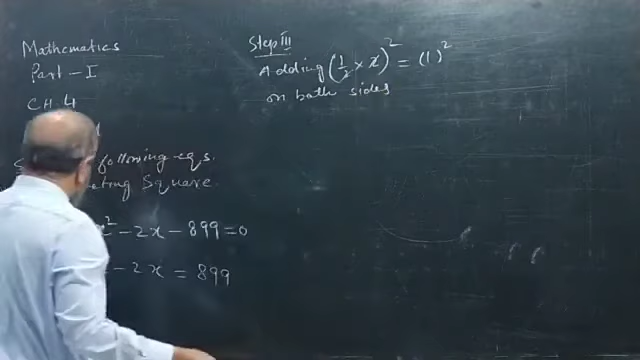 Mathematics
Part - I
CH. 4
following eqs.
Square.
- 2x - 899 = 0
- 2x = 899
Step III
Adding (1/2 × 2)² = (1)²
on both sides